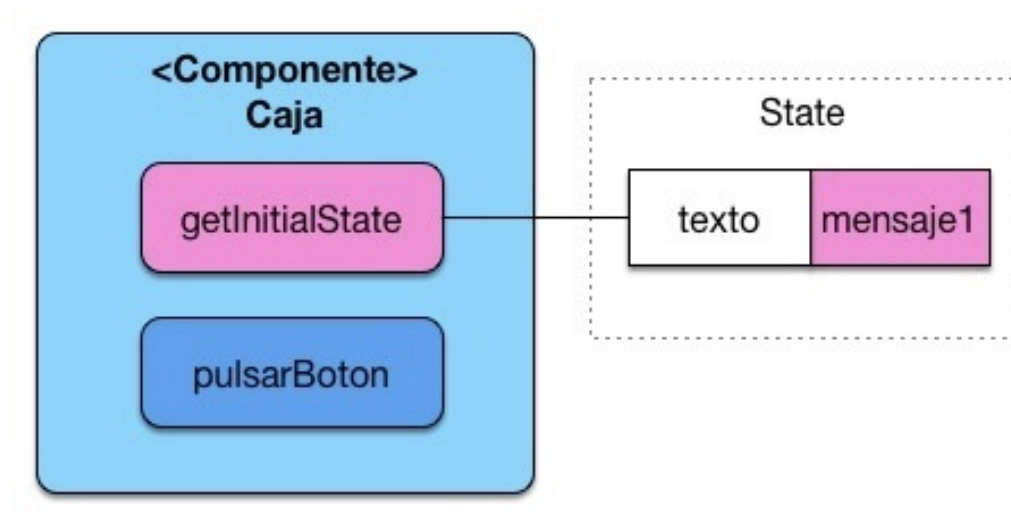 <Componente>
Caja
State
getInitialState
texto
mensaje1
pulsarBoton